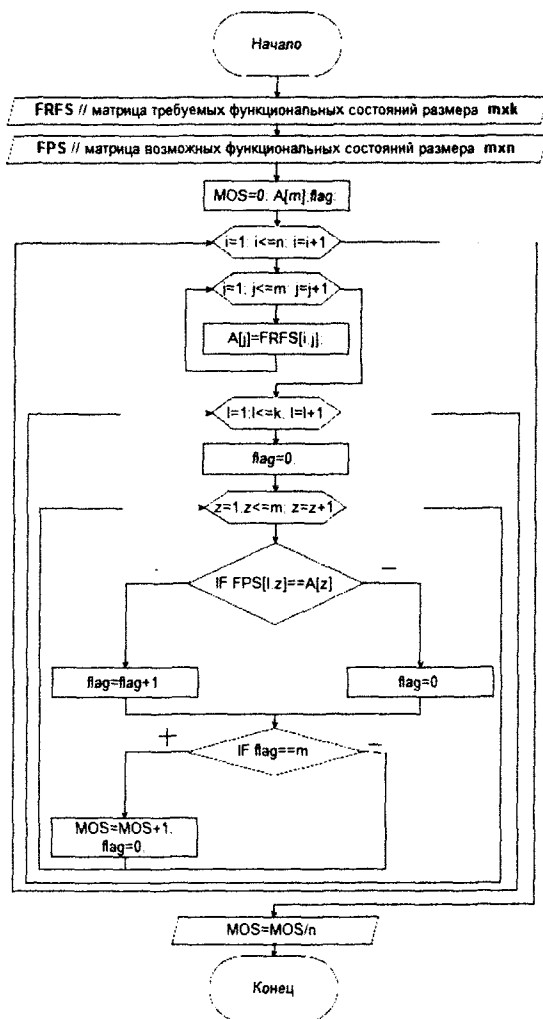 Начало
FRFS // матрица требуемых функциональных состояний размера mxk
FPS // матрица возможных функциональных состояний размера mxn
MOS=0. A[m].flag.
i=1; i<=n; i=i+1
j=1; j<=m; j=j+1
A[j]=FRFS[i.j].
l=1;l<=k. l=l+1
flag=0.
z=1.z<=m; z=z+1
IF FPS[l.z]==A[z}
−
flag=flag+1
flag=0
+
IF flag==m
−
MOS=MOS+1.
flag=0.
MOS=MOS/n
Конец